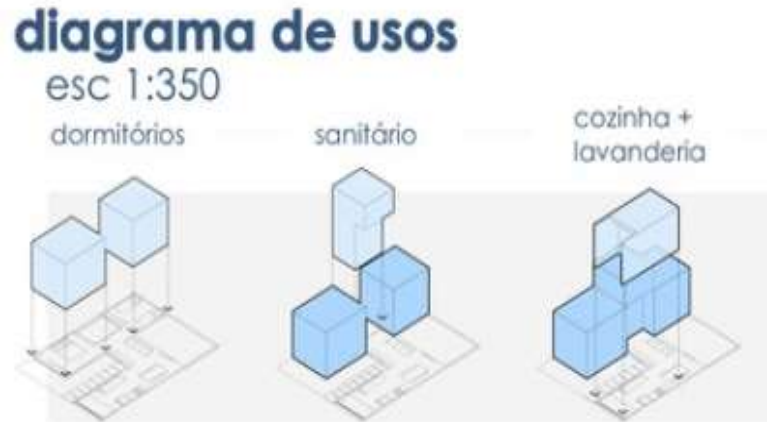 diagrama de usos
esc 1:350
dormitórios
sanitário
cozinha +
lavanderia